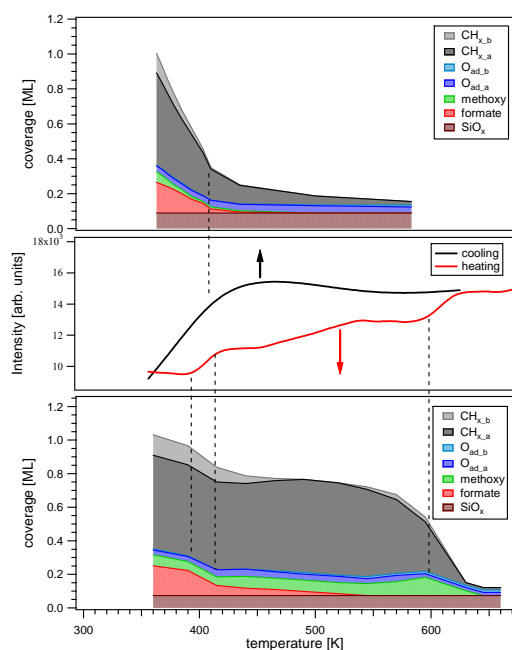 1.2
1.0
0.8
0.6
0.4
0.2
0.0
coverage [ML]
CHx_b
CHx_a
Oad_b
Oad_a
methoxy
formate
SiOx
18x10³
16
14
12
10
Intensity [arb. units]
cooling
heating
1.2
1.0
0.8
0.6
0.4
0.2
0.0
coverage [ML]
CHx_b
CHx_a
Oad_b
Oad_a
methoxy
formate
SiOx
300
400
500
600
temperature [K]